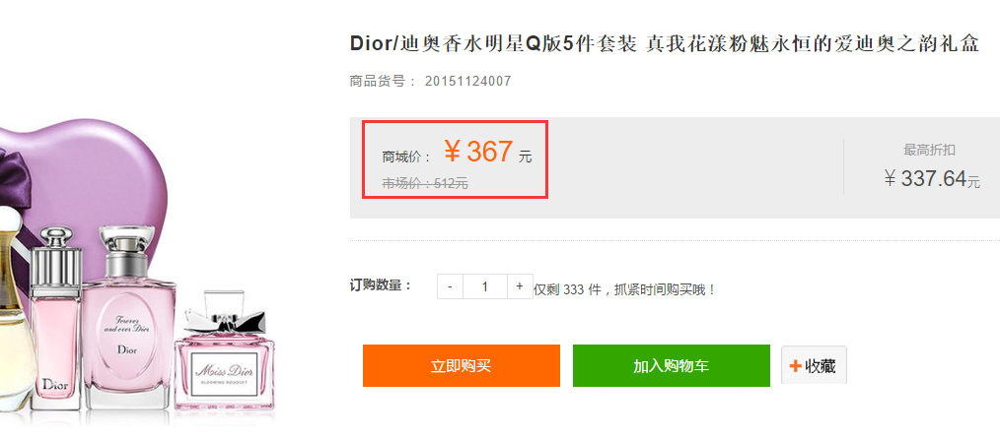 Dior/迪奥香水明星Q版5件套装 真我花漾粉魅永恒的爱迪奥之韵礼盒
商品货号： 20151124007
商城价： ￥367 元
市场价：512元
最高折扣
￥337.64元
订购数量： - 1 + 仅剩 333 件，抓紧时间购买哦！
立即购买
加入购物车
+ 收藏
Forever
and ever Dior
Dior
Dior
Miss Dior
BLOOMING BOUQUET